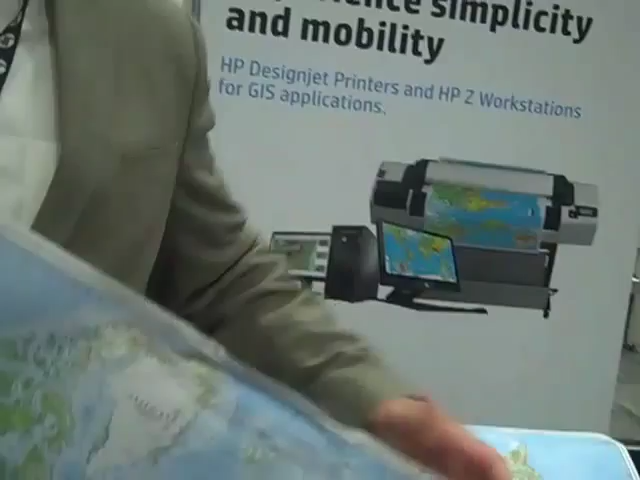 simplicity
and mobility
HP Designjet Printers and HP Z Workstations
for GIS applications.